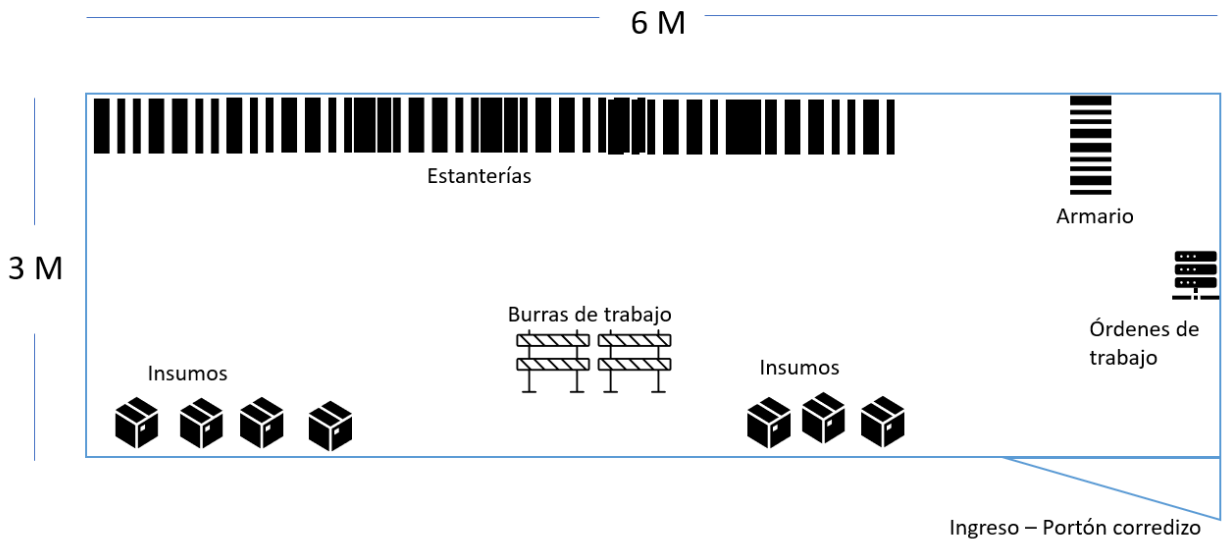 6 M
Estanterías
Armario
3 M
Burras de trabajo
Órdenes de
trabajo
Insumos
Insumos
Ingreso – Portón corredizo